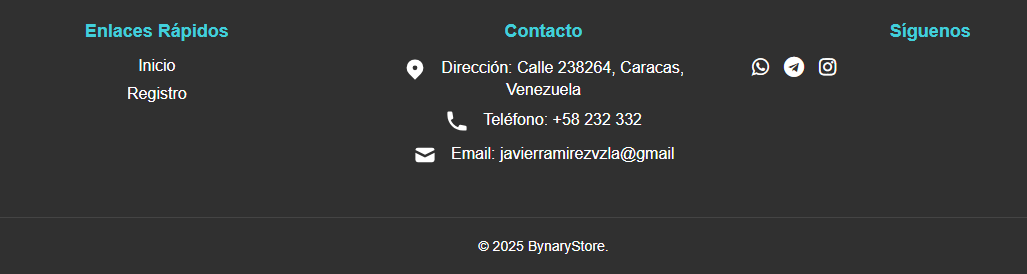 Enlaces Rápidos
Inicio
Registro
Contacto
Dirección: Calle 238264, Caracas,
Venezuela
Teléfono: +58 232 332
Email: javierramirezvzla@gmail
Síguenos
© 2025 BynaryStore.